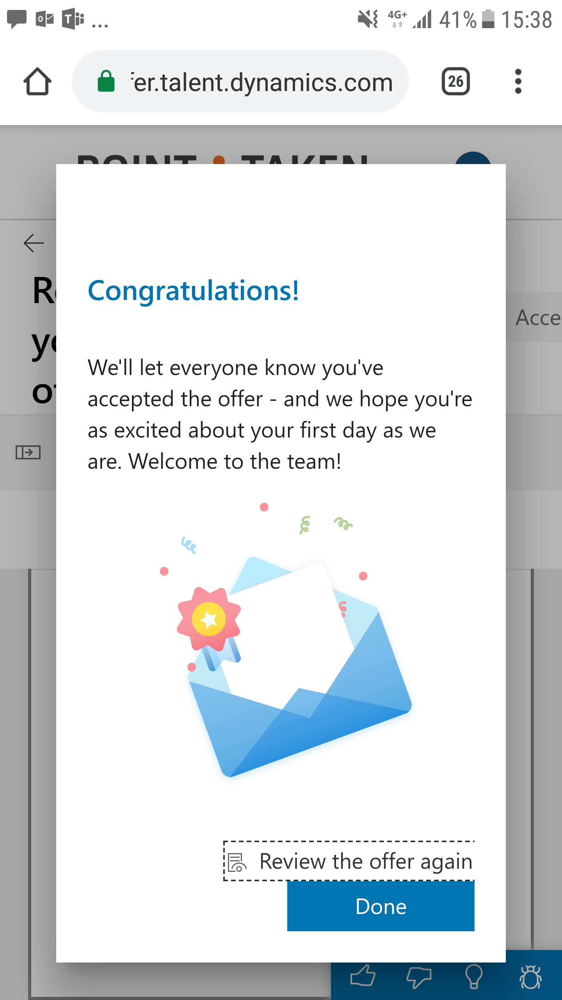 4G+ 41% 15:38
er.talent.dynamics.com
26
POINT TAKEN
Congratulations!
Acce
We'll let everyone know you've
accepted the offer - and we hope you're
as excited about your first day as we
are. Welcome to the team!
Review the offer again
Done